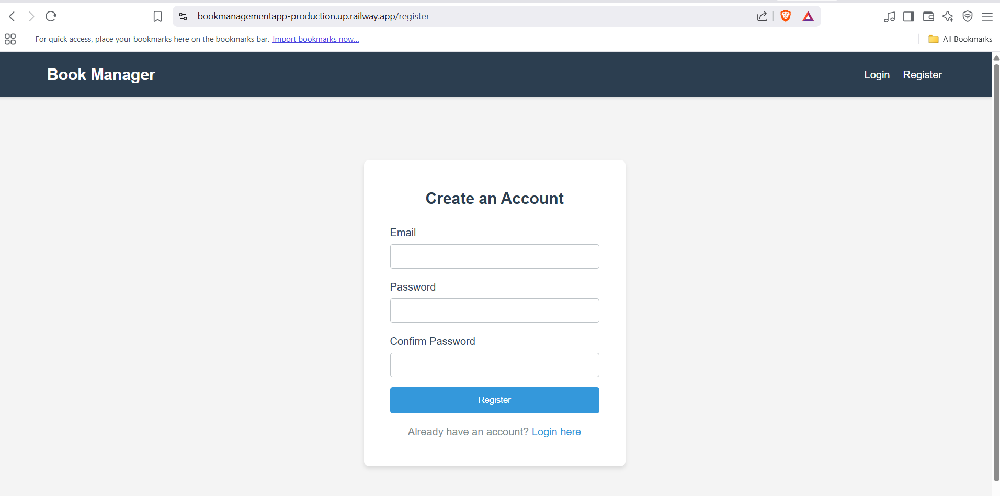 bookmanagementapp-production.up.railway.app/register
For quick access, place your bookmarks here on the bookmarks bar. Import bookmarks now...
All Bookmarks
Book Manager
Login Register
Create an Account
Email
Password
Confirm Password
Register
Already have an account? Login here